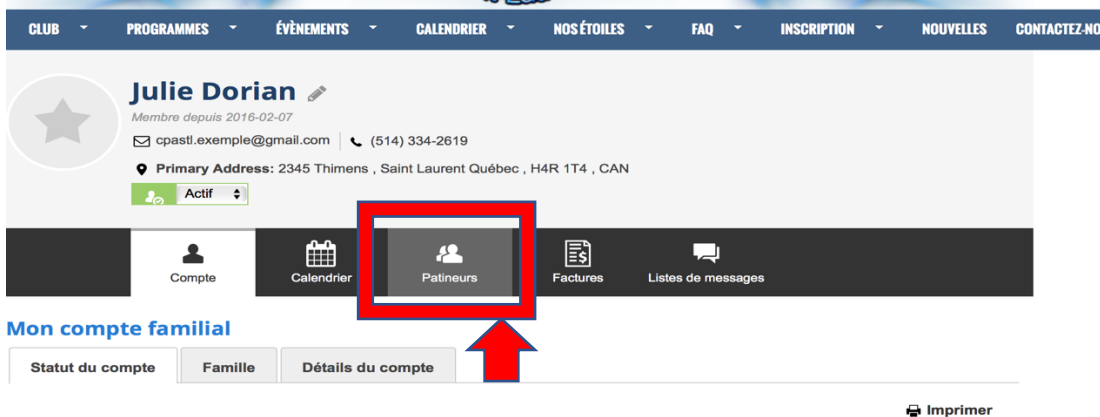 CLUB PROGRAMMES ÉVÈNEMENTS CALENDRIER NOS ÉTOILES FAQ INSCRIPTION NOUVELLES CONTACTEZ-NO
Julie Dorian
Membre depuis 2016-02-07
cpastl.exemple@gmail.com (514) 334-2619
Primary Address: 2345 Thimens , Saint Laurent Québec , H4R 1T4 , CAN
Actif
Compte Calendrier Patineurs Factures Listes de messages
Mon compte familial
Statut du compte Famille Détails du compte
Imprimer